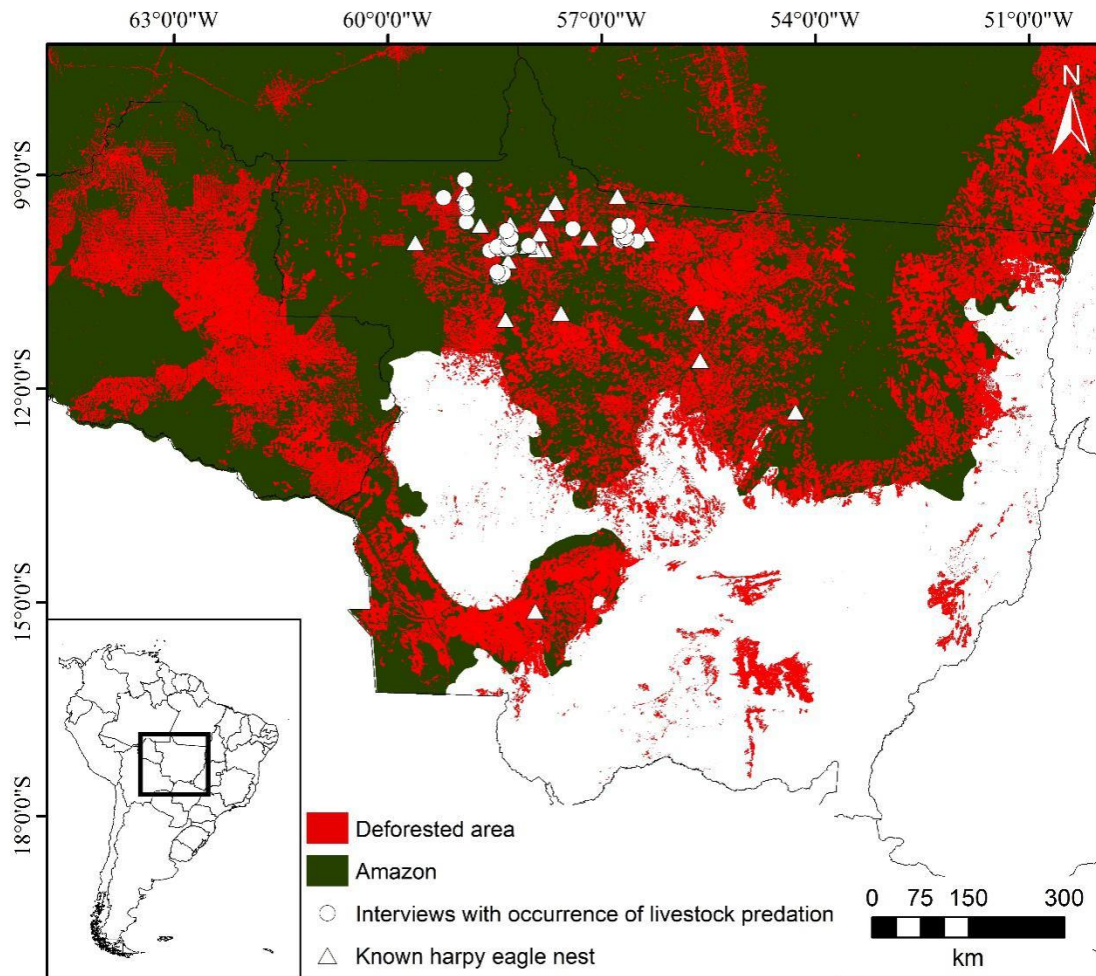 63°0'0"W 60°0'0"W 57°0'0"W 54°0'0"W 51°0'0"W
N
9°0'0"S
12°0'0"S
15°0'0"S
18°0'0"S
Deforested area
Amazon
Interviews with occurrence of livestock predation
Known harpy eagle nest
0 75 150 300
km